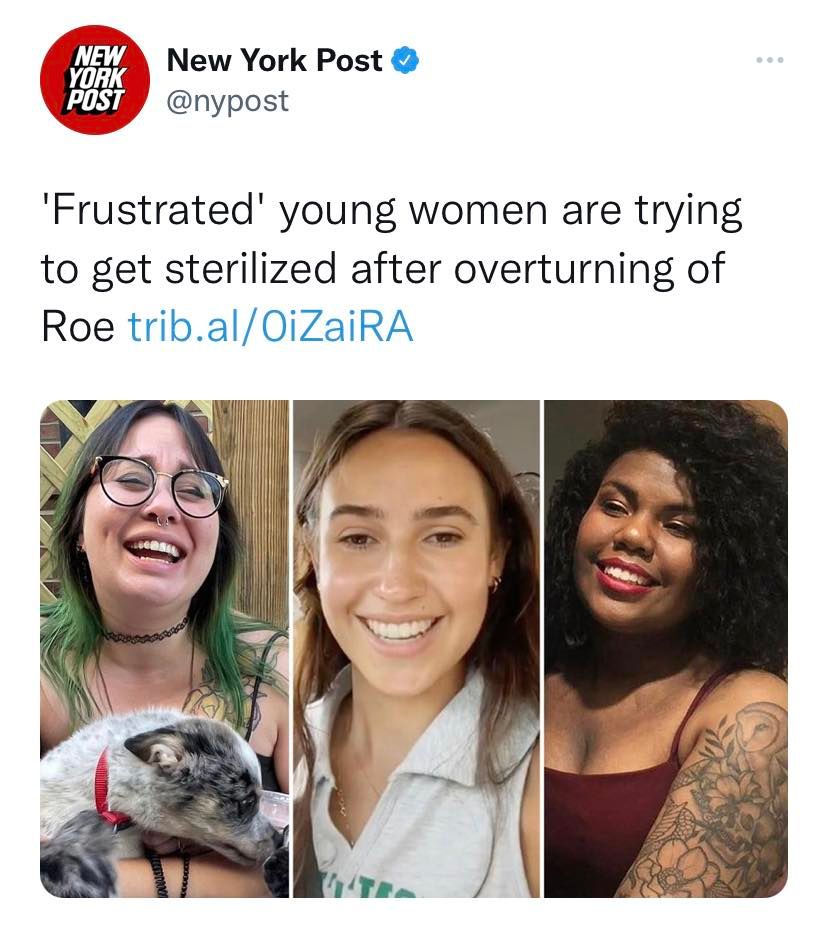 NEW
YORK
POST
New York Post
@nypost
'Frustrated' young women are trying
to get sterilized after overturning of
Roe trib.al/OiZaiRA